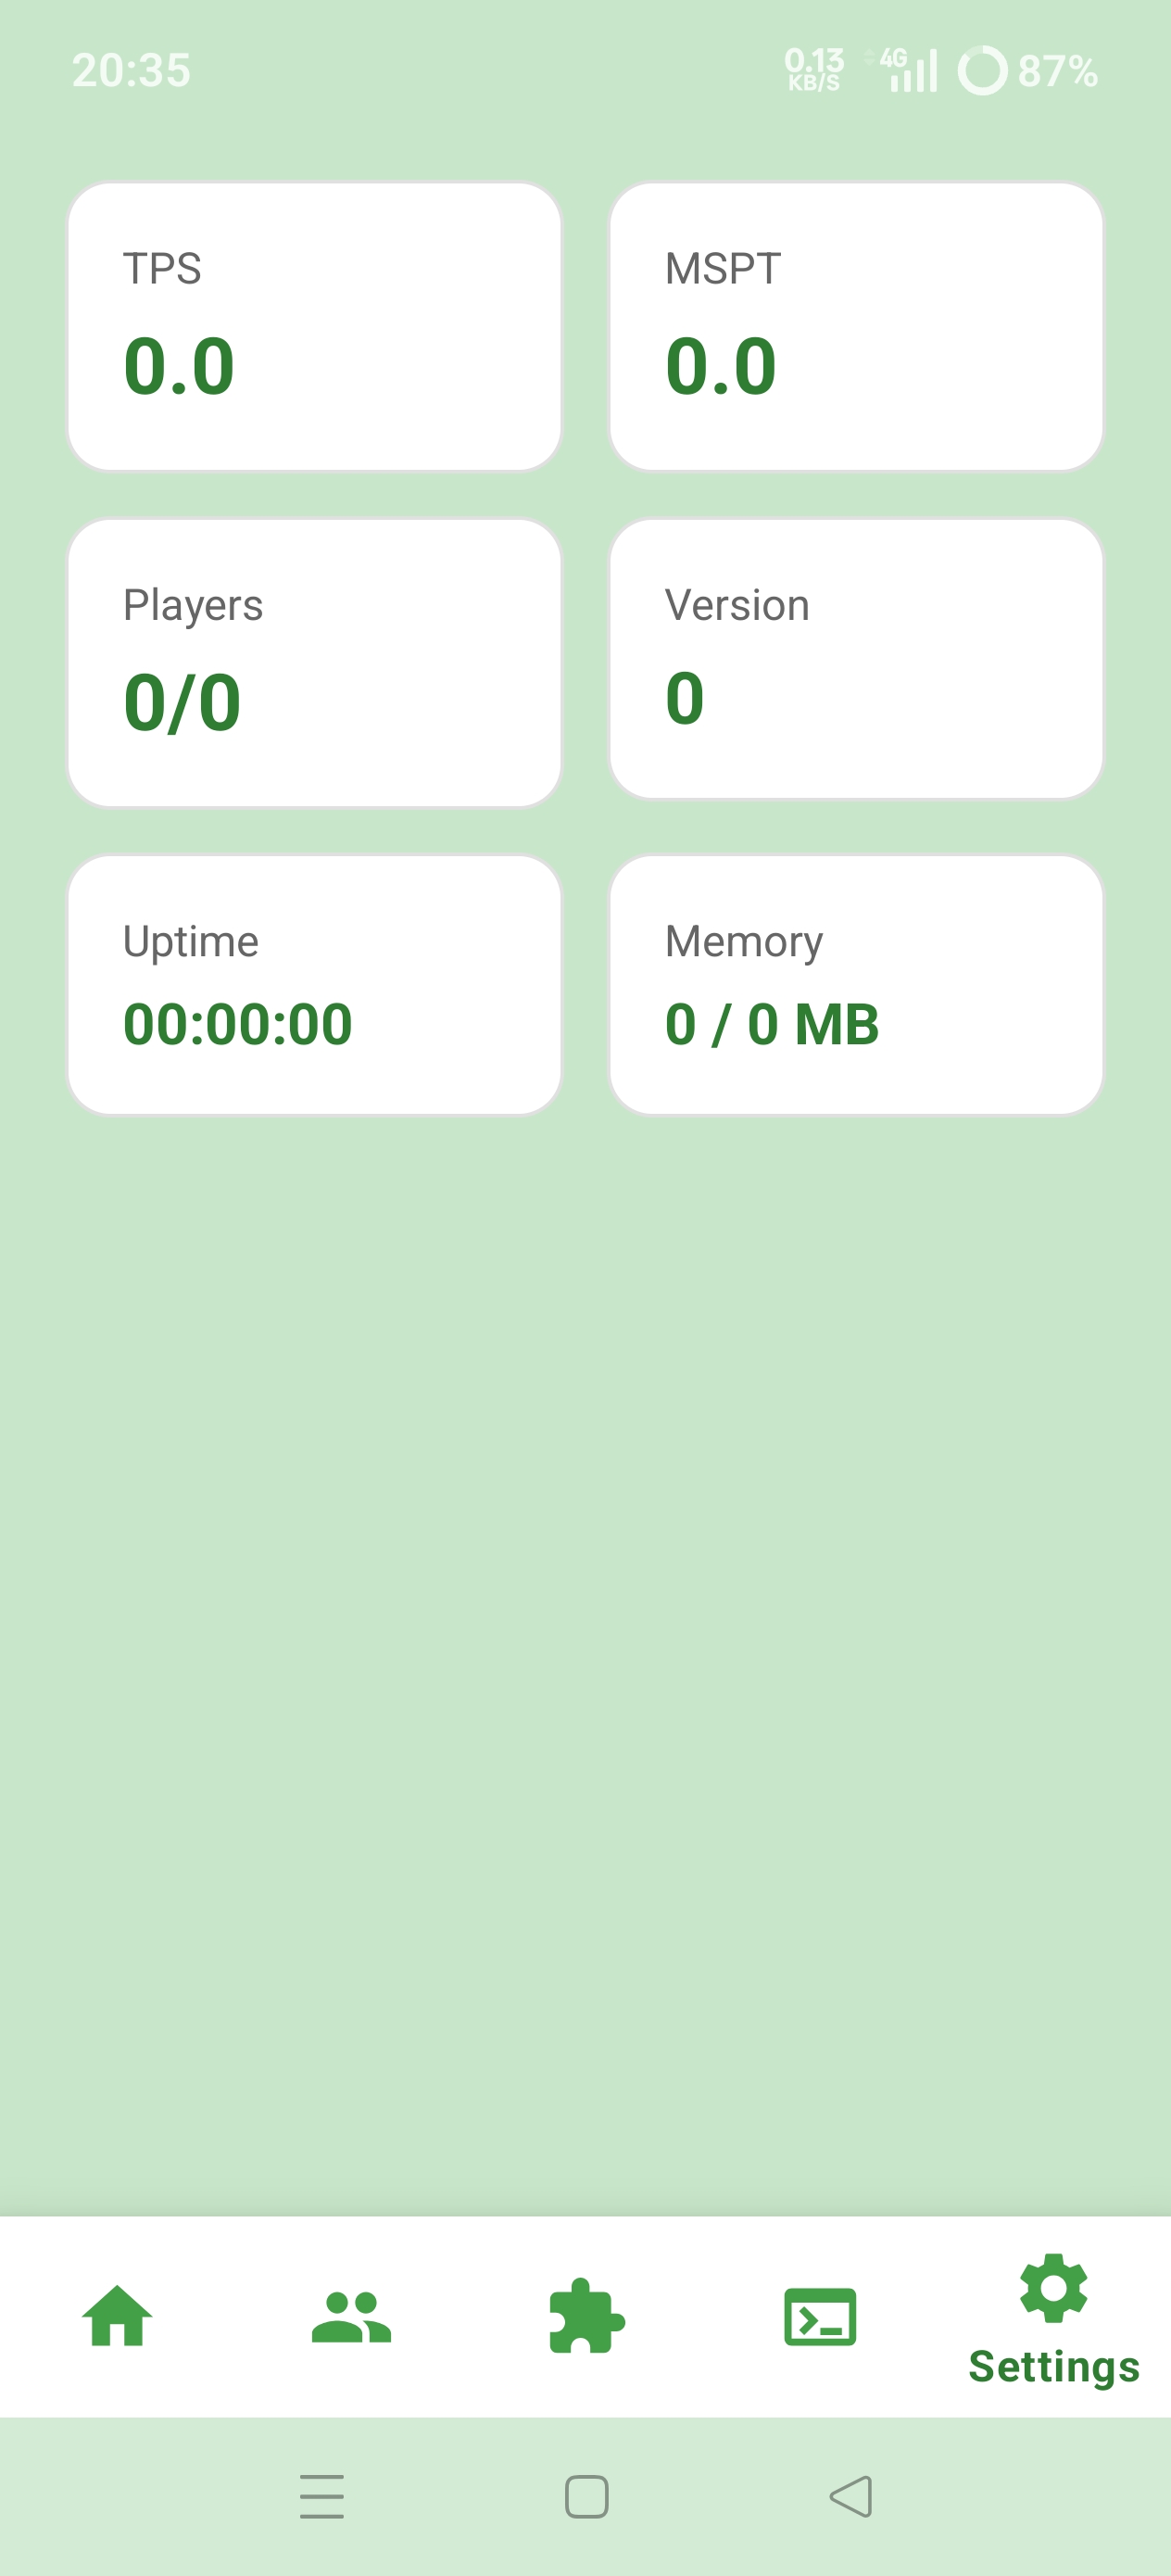 20:35 0.13 KB/S 4G 87%
TPS MSPT
0.0 0.0
Players Version
0/0 0
Uptime Memory
00:00:00 0 / 0 MB
Settings